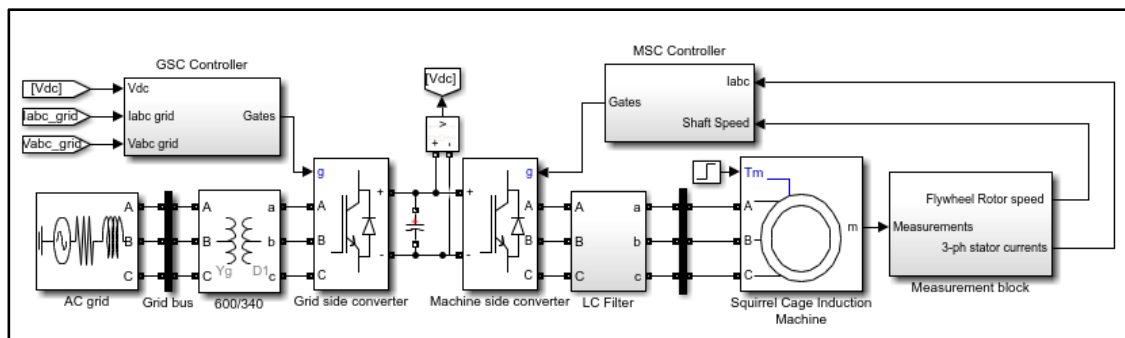 MSC Controller
GSC Controller
[Vdc]
Vdc
Iabc_grid
Iabc grid
Gates
Vabc_grid
Vabc grid
[Vdc]
v
+ -
Gates
Iabc
Shaft Speed
g
+
-
A
B
C
g
+
-
A
B
C
Tm
m
Flywheel Rotor speed
Measurements
3-ph stator currents
A
B
C
A
B
C
a
b
c
Yg D1
A
B
C
a
b
c
A
B
C
AC grid
Grid bus
600/340
Grid side converter
Machine side converter
LC Filter
Squirrel Cage Induction
Machine
Measurement block